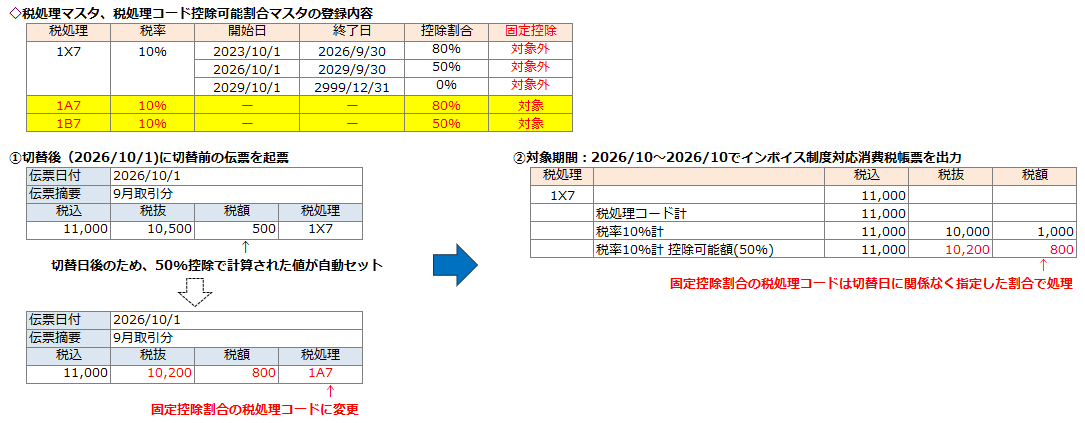 ◇税処理マスタ、税処理コード控除可能割合マスタの登録内容
税処理 税率 開始日 終了日 控除割合 固定控除
1X7 10% 2023/10/1 2026/9/30 80% 対象外
2026/10/1 2029/9/30 50% 対象外
2029/10/1 2999/12/31 0% 対象外
1A7 10% － － 80% 対象
1B7 10% － － 50% 対象
①切替後（2026/10/1)に切替前の伝票を起票
伝票日付 2026/10/1
伝票摘要 9月取引分
税込 税抜 税額 税処理
11,000 10,500 500 1X7
↑
切替日後のため、50%控除で計算された値が自動セット
伝票日付 2026/10/1
伝票摘要 9月取引分
税込 税抜 税額 税処理
11,000 10,200 800 1A7
↑
固定控除割合の税処理コードに変更
②対象期間：2026/10～2026/10でインボイス制度対応消費税帳票を出力
税処理 税込 税抜 税額
1X7 11,000
税処理コード計 11,000
税率10%計 11,000 10,000 1,000
税率10%計 控除可能額(50%) 11,000 10,200 800
↑
固定控除割合の税処理コードは切替日に関係なく指定した割合で処理